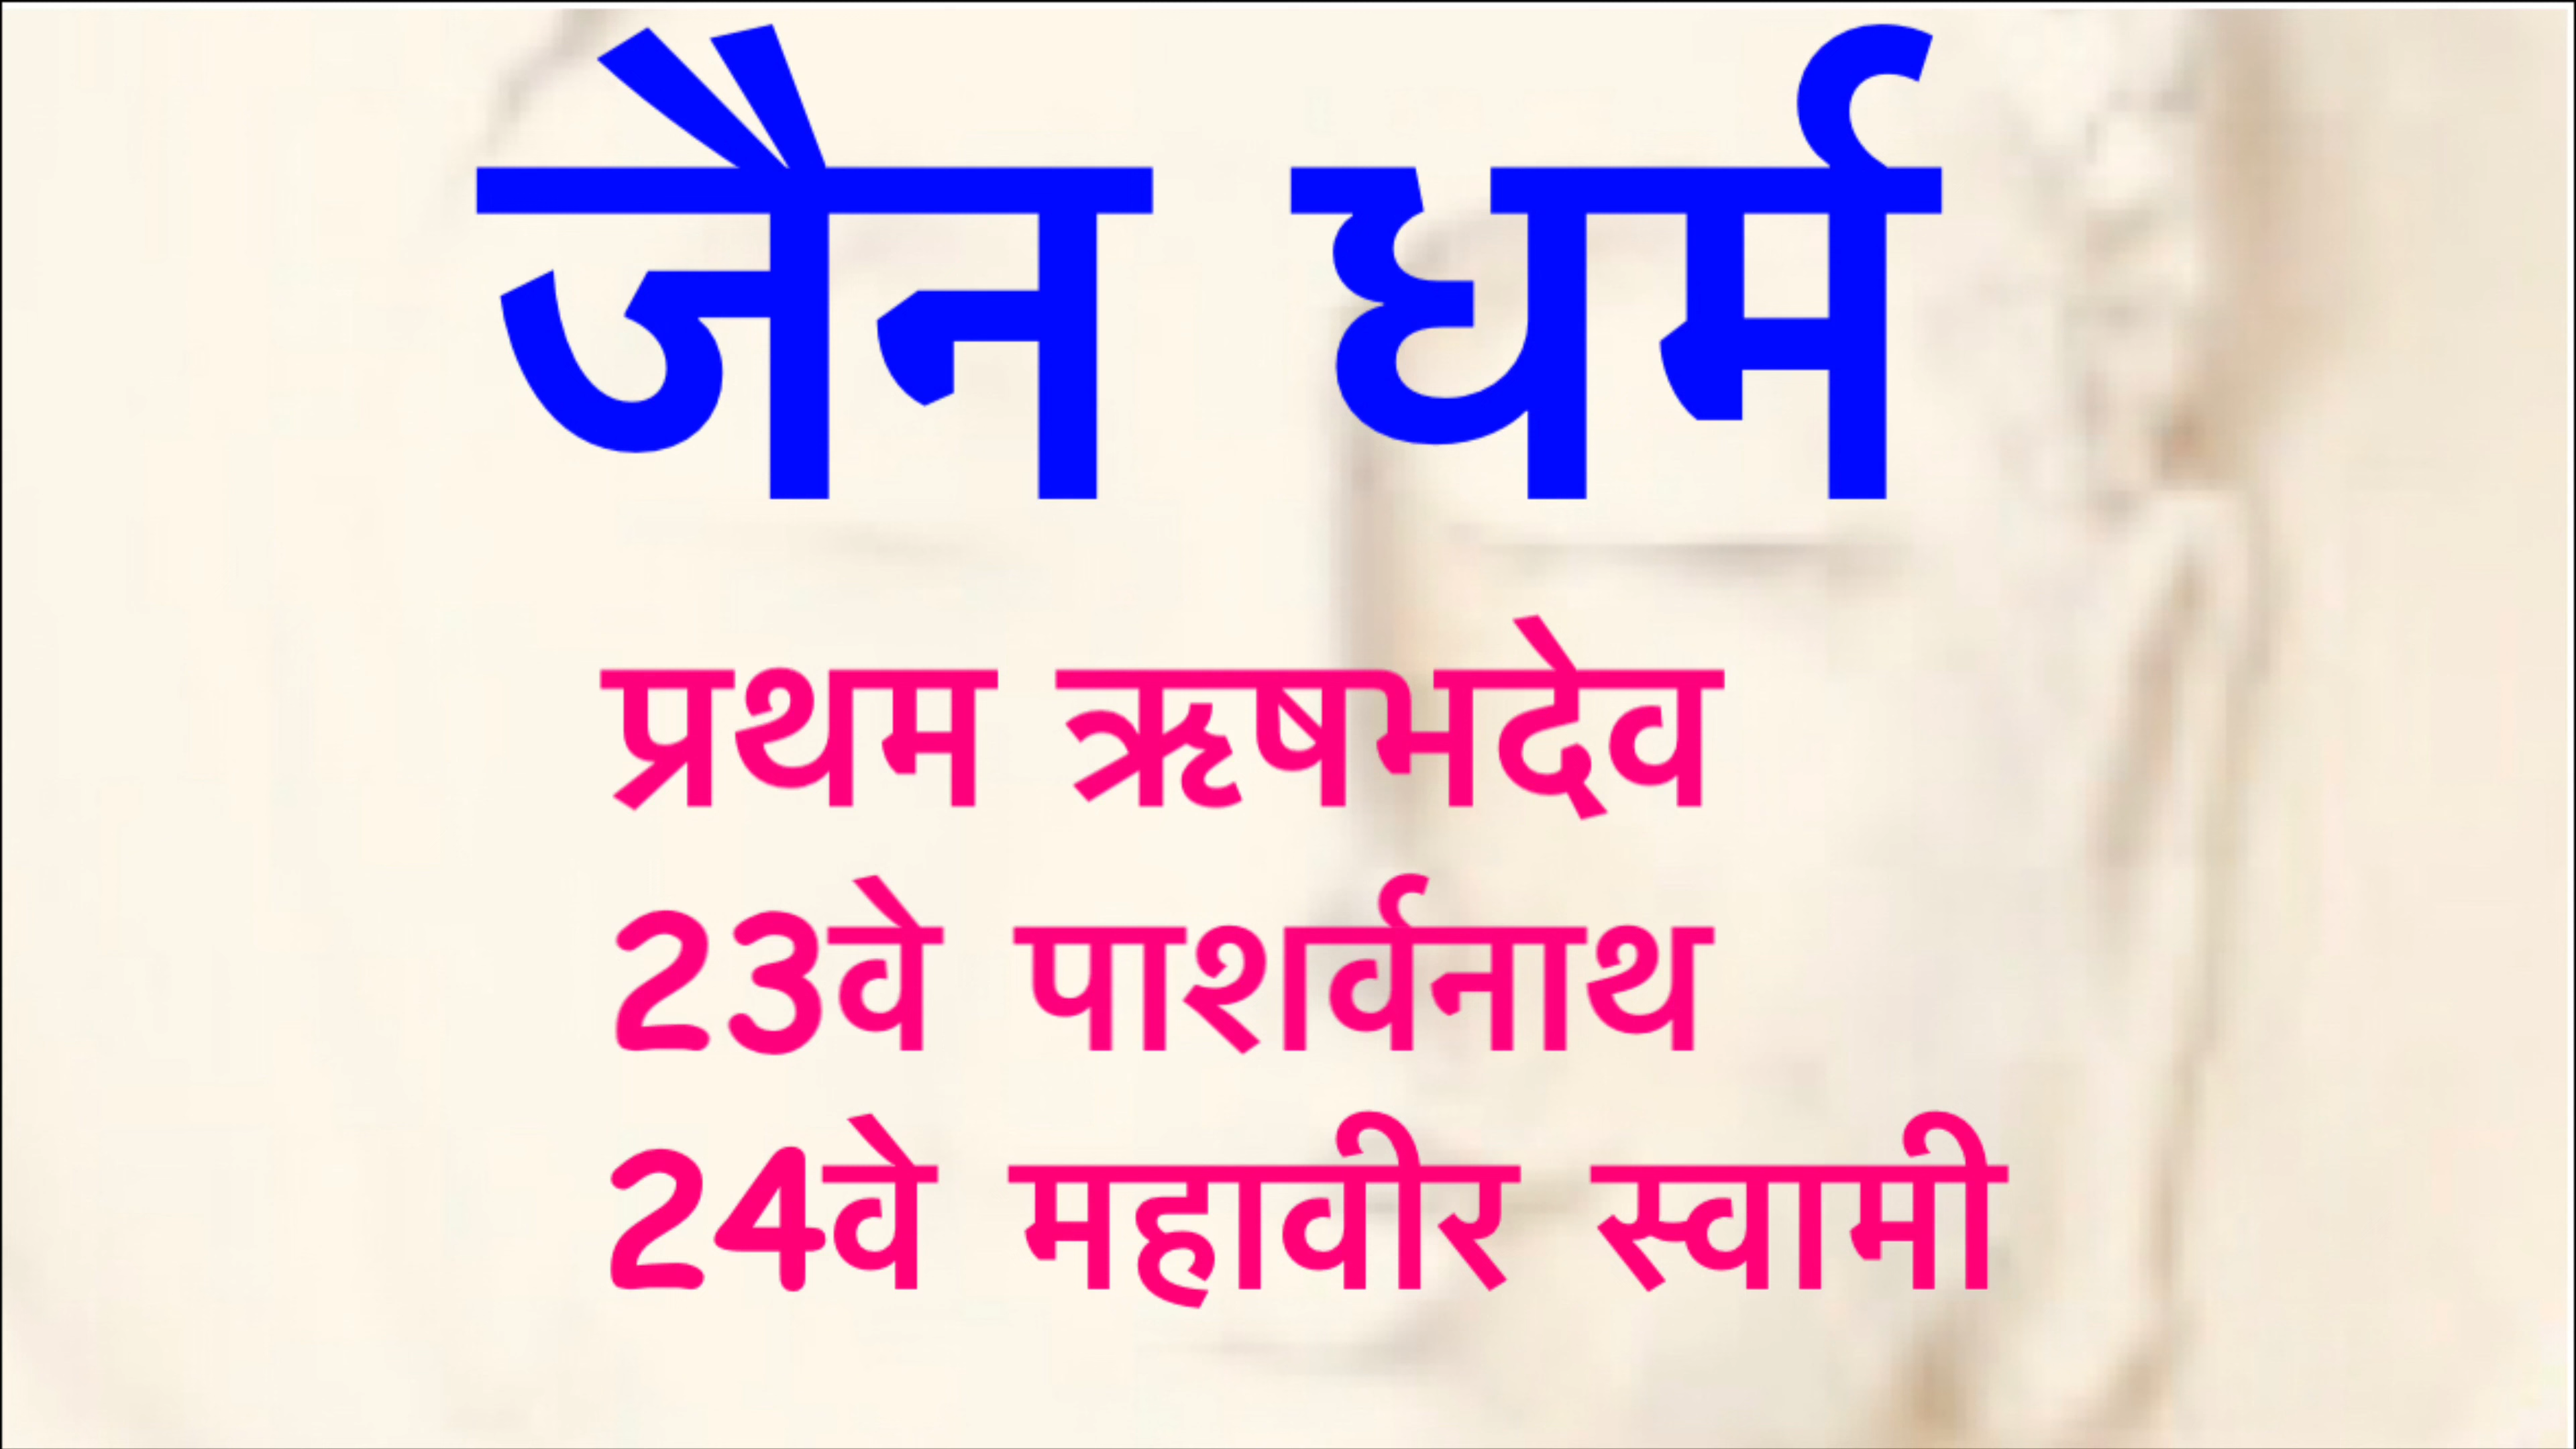 जैन धर्म
प्रथम ऋषभदेव
23वे पाशर्वनाथ
24वे महावीर स्वामी